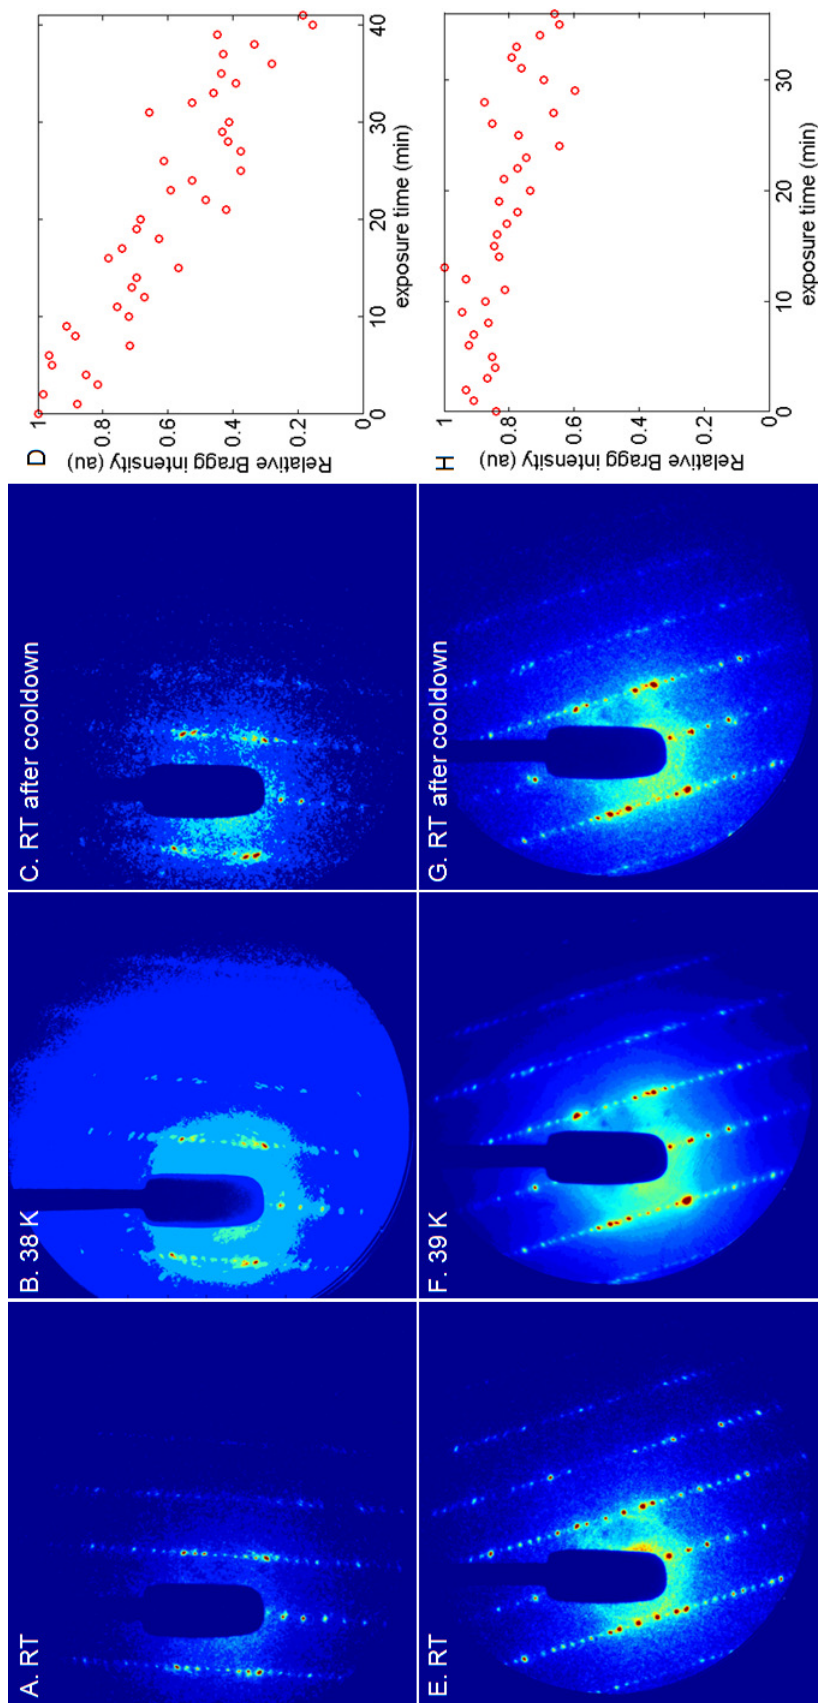 A. RT
B. 38 K
C. RT after cooldown
D
Relative Bragg intensity (au)
1
0.8
0.6
0.4
0.2
0
0 10 20 30 40
exposure time (min)
E. RT
F. 39 K
G. RT after cooldown
H
Relative Bragg intensity (au)
1
0.8
0.6
0.4
0.2
0
0 10 20 30
exposure time (min)